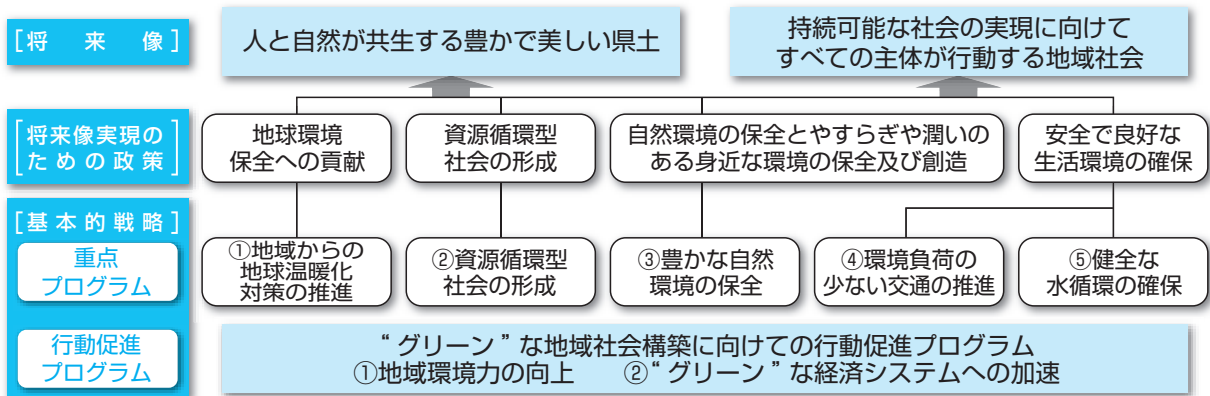 [将来像]
人と自然が共生する豊かで美しい県土
持続可能な社会の実現に向けて
すべての主体が行動する地域社会
[将来像実現の
ための政策]
地球環境
保全への貢献
資源循環型
社会の形成
自然環境の保全とやすらぎや潤いの
ある身近な環境の保全及び創造
安全で良好な
生活環境の確保
[基本的戦略]
重点
プログラム
①地域からの
地球温暖化
対策の推進
②資源循環型
社会の形成
③豊かな自然
環境の保全
④環境負荷の
少ない交通の推進
⑤健全な
水循環の確保
行動促進
プログラム
“グリーン”な地域社会構築に向けての行動促進プログラム
①地域環境力の向上　②“グリーン”な経済システムへの加速